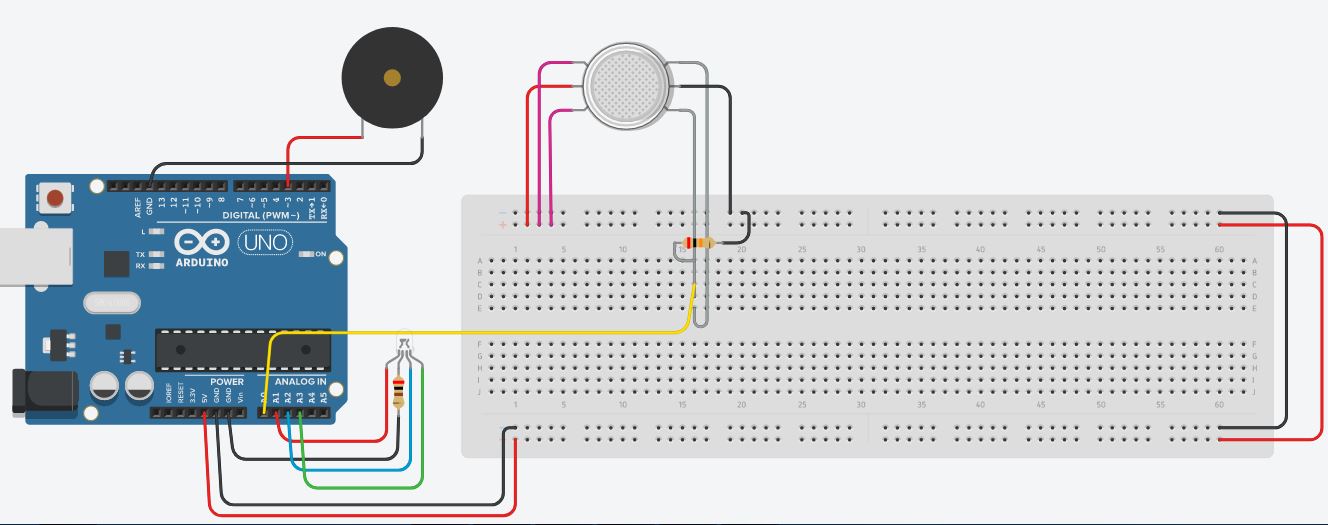 AREF
GND
13
12
~11
~10
~9
8
7
~6
~5
4
~3
2
TX→1
RX←0
DIGITAL (PWM~)
L
TX
RX
ARDUINO
UNO
ON
IOREF
RESET
3.3V
5V
GND
GND
Vin
POWER
ANALOG IN
A0
A1
A2
A3
A4
A5
− +
1 5 10 15 20 25 30 35 40 45 50 55 60
A A
B B
C C
D D
E E
F F
G G
H H
I I
J J
1 5 10 15 20 25 30 35 40 45 50 55 60